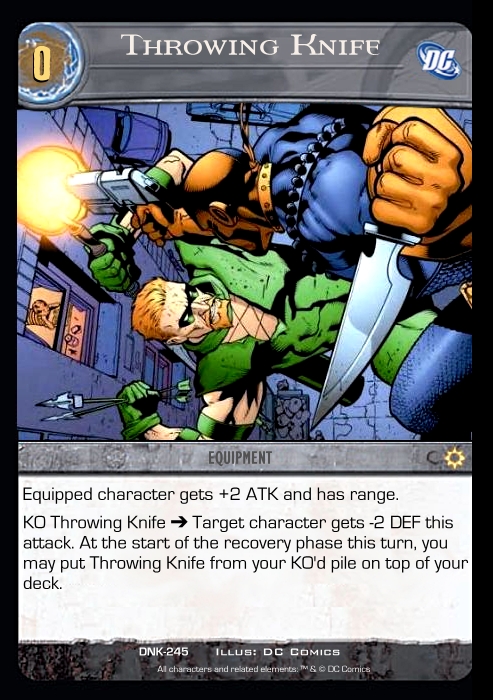 0
THROWING KNIFE
DC
EQUIPMENT
C
Equipped character gets +2 ATK and has range.
KO Throwing Knife ➔ Target character gets -2 DEF this
attack. At the start of the recovery phase this turn, you
may put Throwing Knife from your KO'd pile on top of your
deck.
DNK-245 ILLUS: DC COMICS
All characters and related elements: ™ & © DC Comics